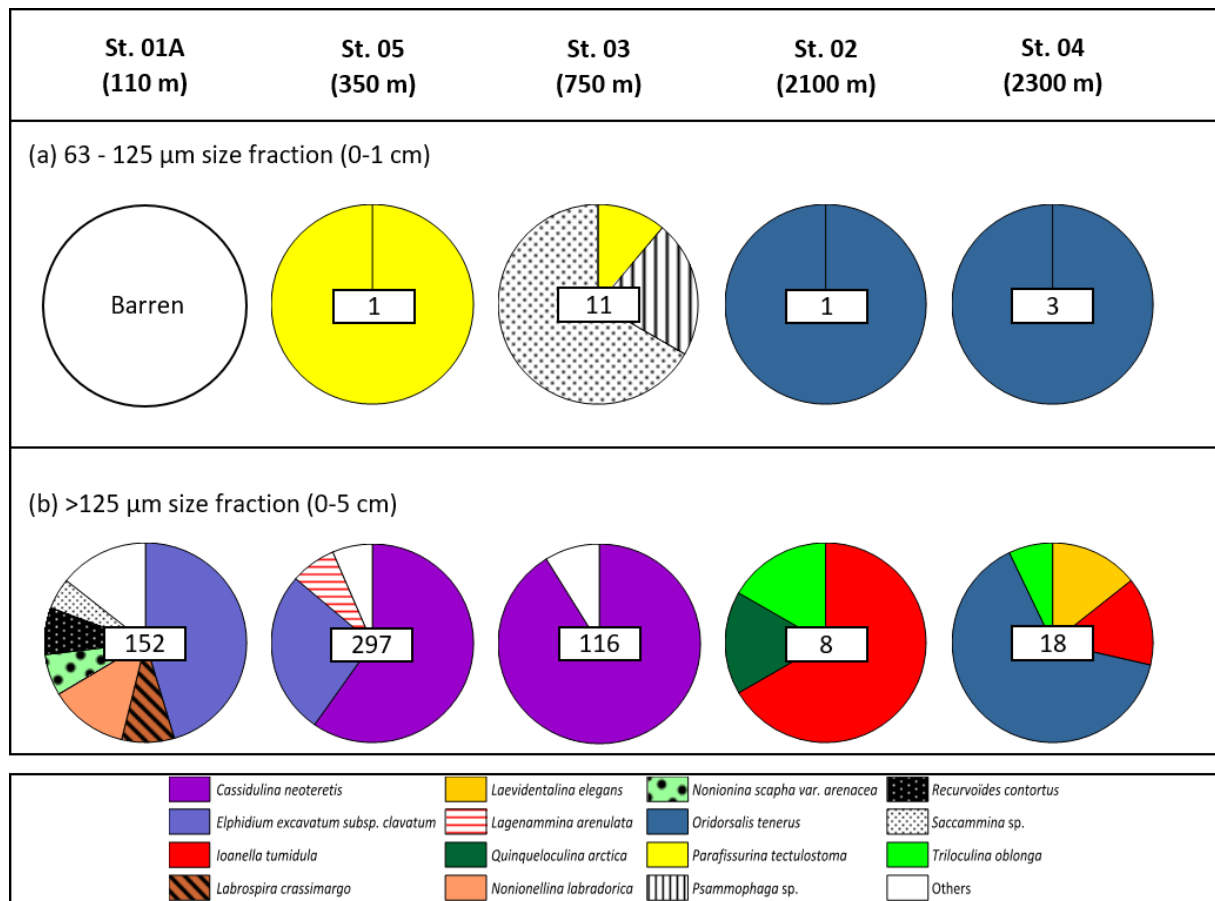 St. 01A
(110 m)
St. 05
(350 m)
St. 03
(750 m)
St. 02
(2100 m)
St. 04
(2300 m)
(a) 63 - 125 µm size fraction (0-1 cm)
Barren
1
11
1
3
(b) >125 µm size fraction (0-5 cm)
152
297
116
8
18
Cassidulina neoteretis
Laevidentalina elegans
Nonionina scapha var. arenacea
Recurvoïdes contortus
Elphidium excavatum subsp. clavatum
Lagenammina arenulata
Oridorsalis tenerus
Saccammina sp.
Ioanella tumidula
Quinqueloculina arctica
Parafissurina tectulostoma
Triloculina oblonga
Labrospira crassimargo
Nonionellina labradorica
Psammophaga sp.
Others